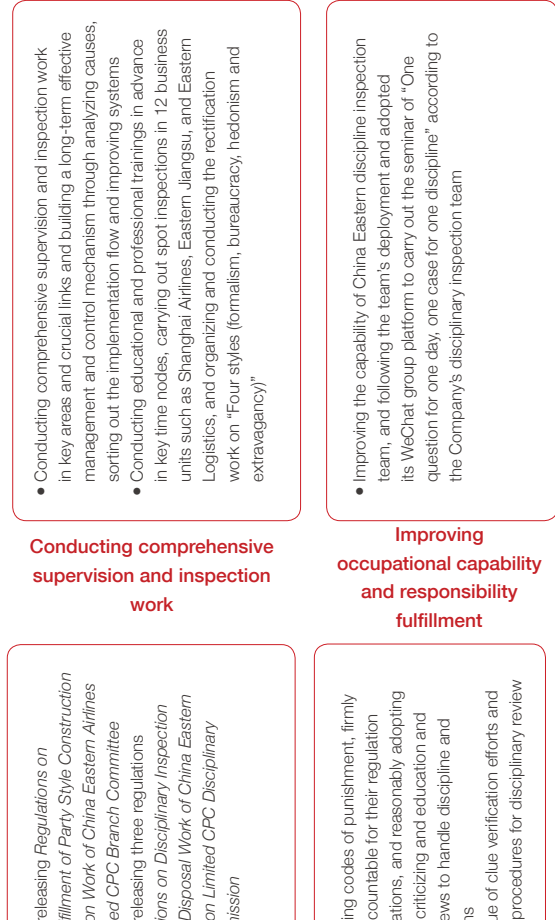 Conducting comprehensive
supervision and inspection
work
• Conducting comprehensive supervision and inspection work
in key areas and crucial links and building a long-term effective
management and control mechanism through analyzing causes,
sorting out the implementation flow and improving systems
• Conducting educational and professional trainings in advance
in key time nodes, carrying out spot inspections in 12 business
units such as Shanghai Airlines, Eastern Jiangsu, and Eastern
Logistics, and organizing and conducting the rectification
work on “Four styles (formalism, bureaucracy, hedonism and
extravagancy)”
Improving
occupational capability
and responsibility
fulfillment
• Improving the capability of China Eastern discipline inspection
team, and following the team’s deployment and adopted
its WeChat group platform to carry out the seminar of “One
question for one day, one case for one discipline” according to
the Company’s disciplinary inspection team
releasing Regulations on
fillment of Party Style Construction
on Work of China Eastern Airlines
ed CPC Branch Committee
releasing three regulations
ions on Disciplinary Inspection
Disposal Work of China Eastern
on Limited CPC Disciplinary
mission
ing codes of punishment, firmly
countable for their regulation
ations, and reasonably adopting
criticizing and education and
ews to handle discipline and
ns
ue of clue verification efforts and
procedures for disciplinary review